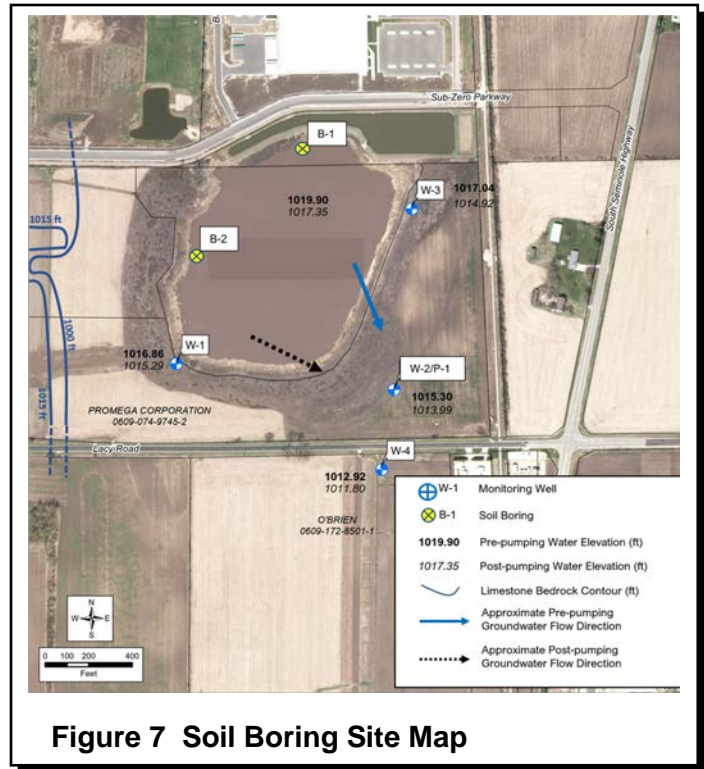 B
Sub-Zero Parkway
B-1
South Seminole Highway
1019.90
1017.35
W-3
1017.04
1014.92
1015 ft
B-2
1000 ft
1015 ft
W-1
1016.86
1015.29
W-2/P-1
1015.30
1013.99
PROMEGA CORPORATION
0609-074-9745-2
Lacy Road
W-4
1012.92
1011.80
O'BRIEN
0609-172-8501-1
N
W E
S
0 100 200 400
Feet
W-1 Monitoring Well
B-1 Soil Boring
1019.90 Pre-pumping Water Elevation (ft)
1017.35 Post-pumping Water Elevation (ft)
Limestone Bedrock Contour (ft)
Approximate Pre-pumping
Groundwater Flow Direction
Approximate Post-pumping
Groundwater Flow Direction
Figure 7 Soil Boring Site Map